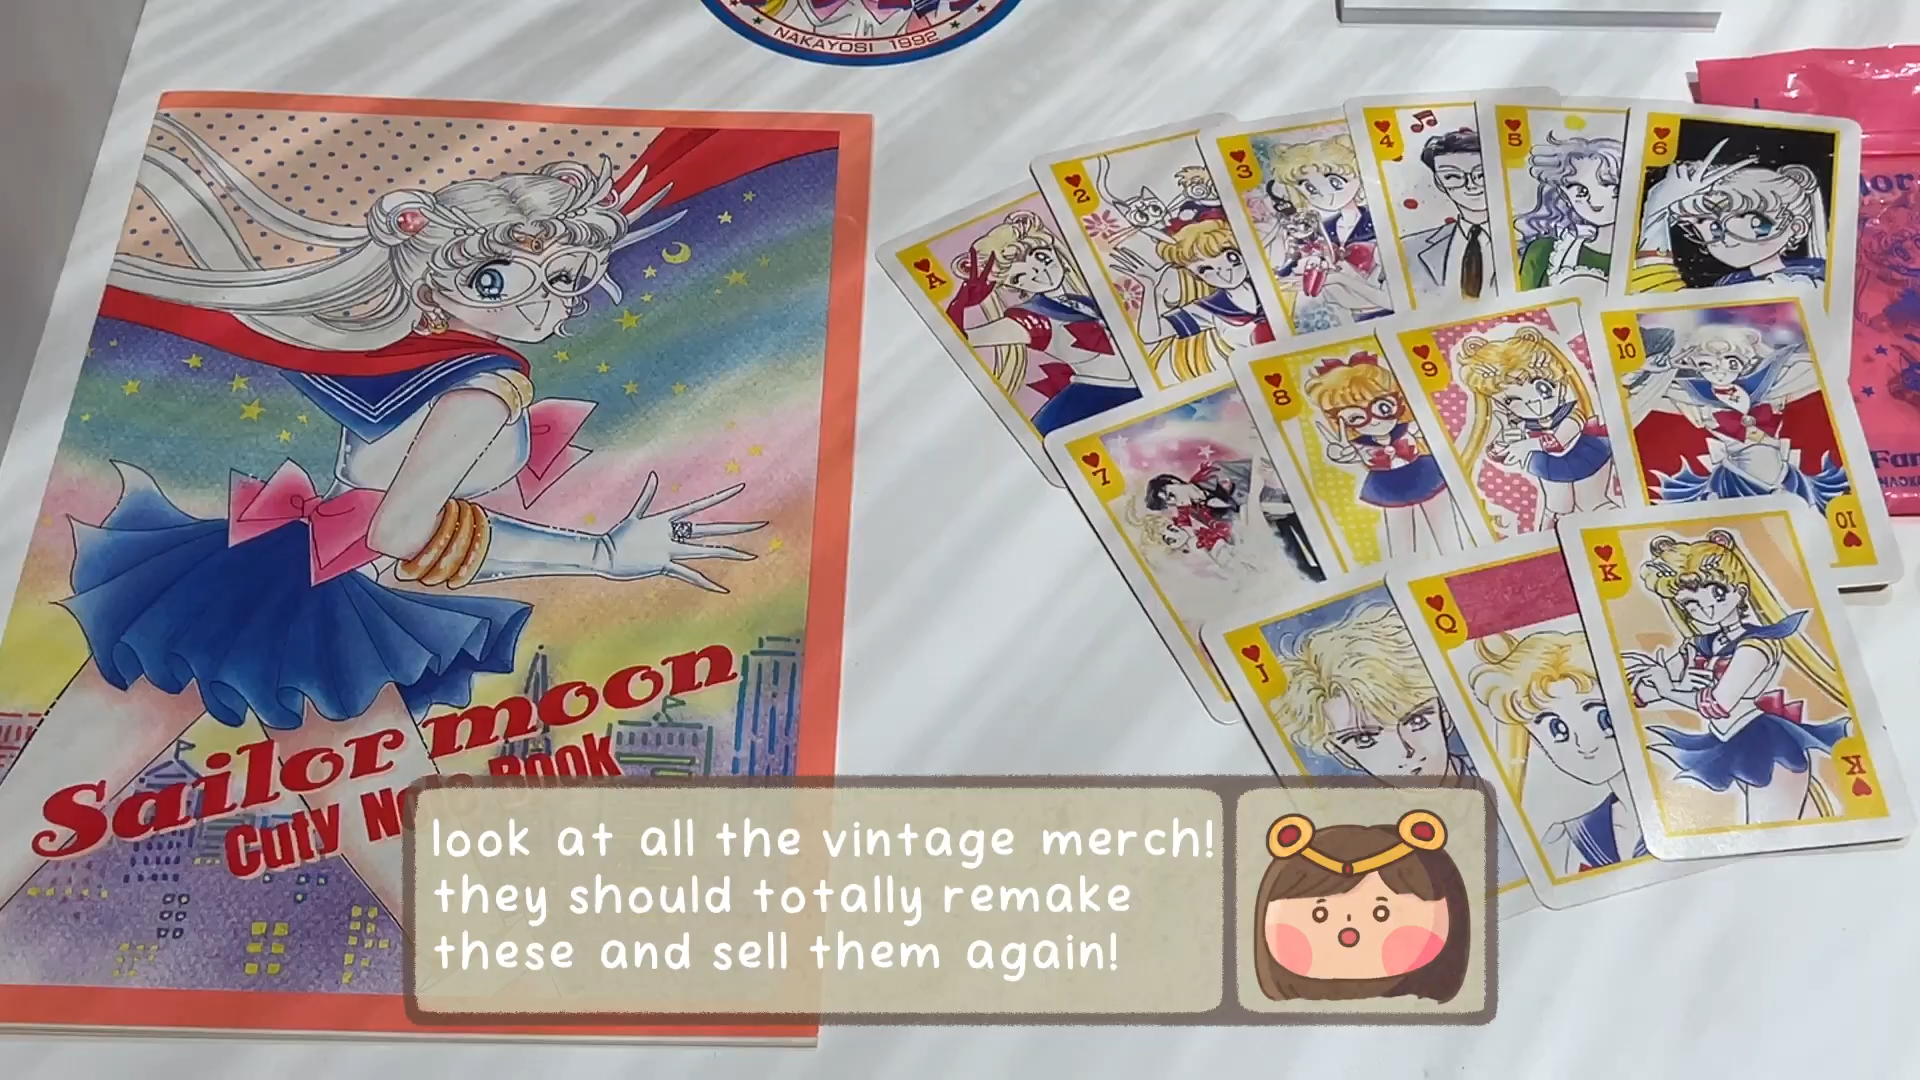 NAKAYOSI 1992
Sailor moon
Cuty No
BOOK
A
2
3
4
5
6
7
8
9
10
10
J
Q
K
K
look at all the vintage merch!
they should totally remake
these and sell them again!